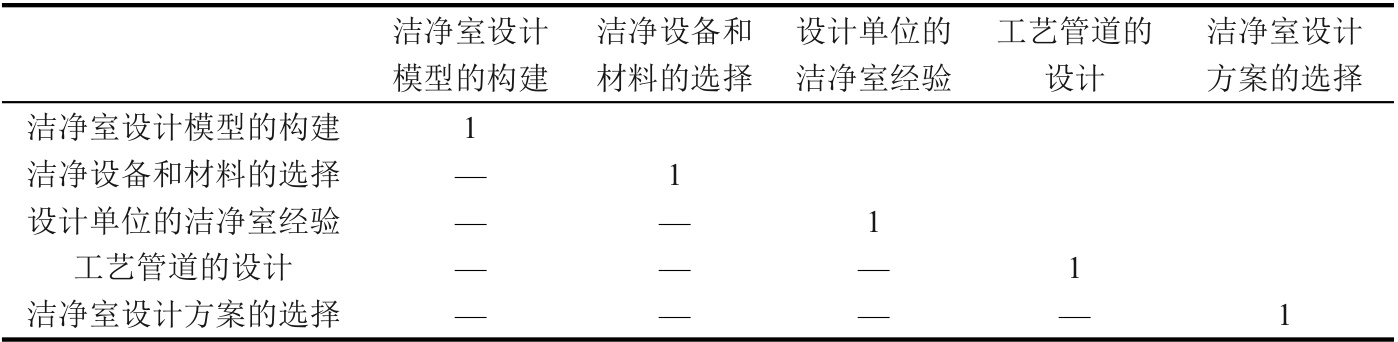 洁净室设计 洁净设备和 设计单位的 工艺管道的 洁净室设计
模型的构建 材料的选择 洁净室经验 设计 方案的选择
洁净室设计模型的构建 1
洁净设备和材料的选择 — 1
设计单位的洁净室经验 — — 1
工艺管道的设计 — — — 1
洁净室设计方案的选择 — — — — 1